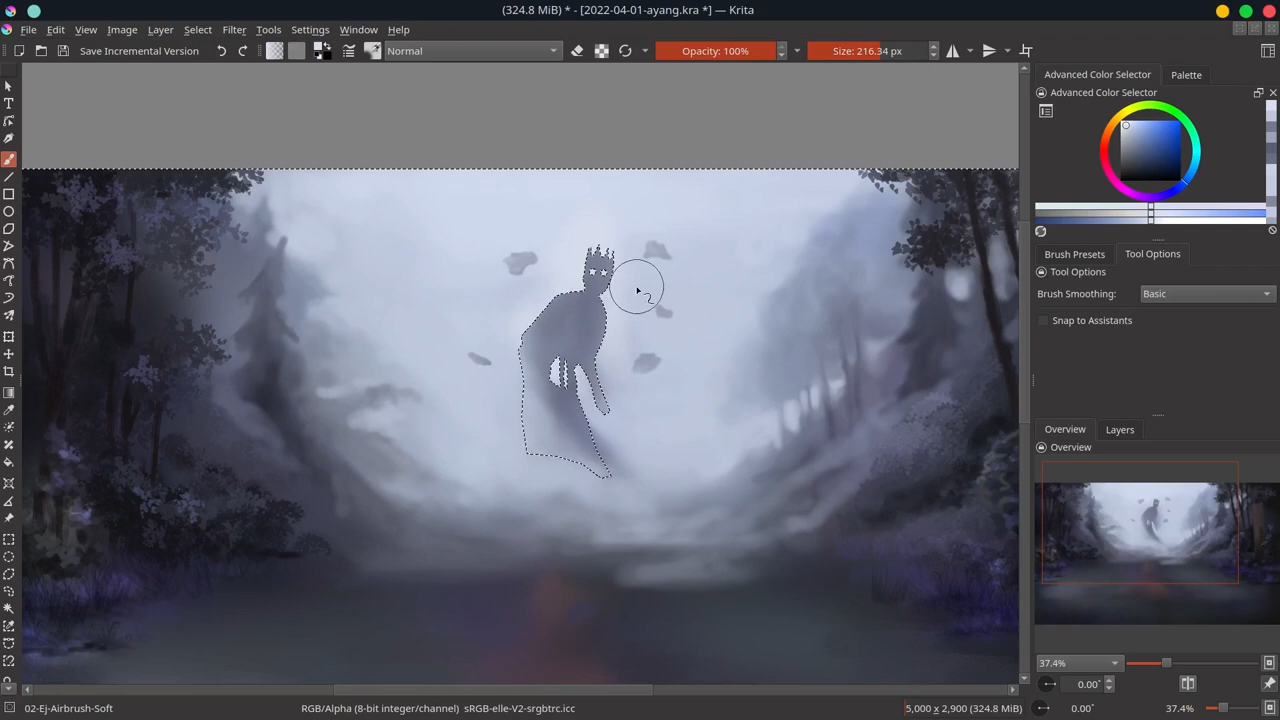 (324.8 MiB) * - [2022-04-01-ayang.kra *] — Krita
File Edit View Image Layer Select Filter Tools Settings Window Help
Save Incremental Version Normal Opacity: 100% Size: 216.34 px
Advanced Color Selector Palette
Advanced Color Selector
Brush Presets Tool Options
Tool Options
Brush Smoothing: Basic
Snap to Assistants
Overview Layers
Overview
37.4%
0.00°
02-Ej-Airbrush-Soft RGB/Alpha (8-bit integer/channel) sRGB-elle-V2-srgbtrc.icc 5,000 x 2,900 (324.8 MiB) 0.00° 37.4%